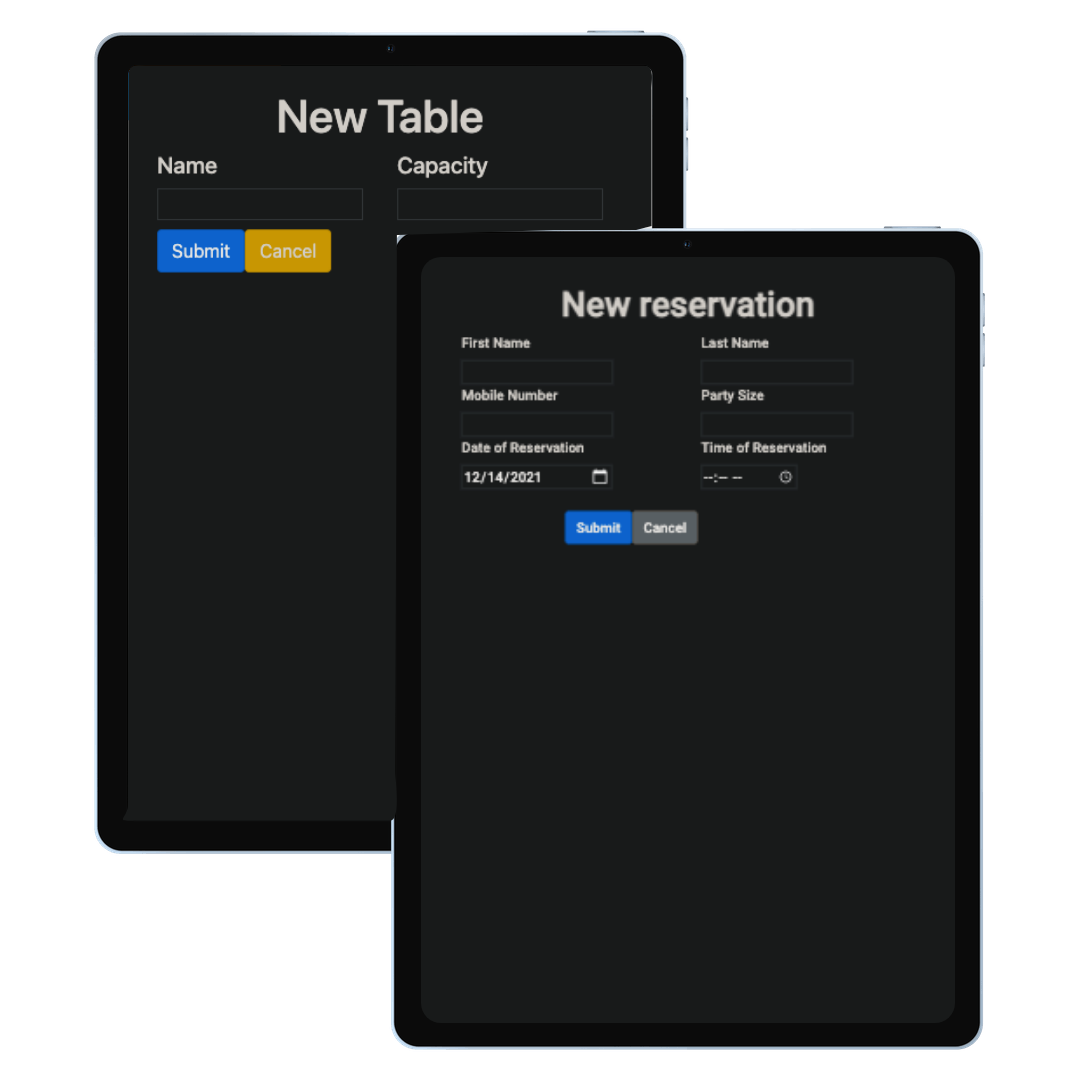 New Table
Name Capacity
Submit Cancel
New reservation
First Name Last Name
Mobile Number Party Size
Date of Reservation Time of Reservation
12/14/2021 --:-- --
Submit Cancel